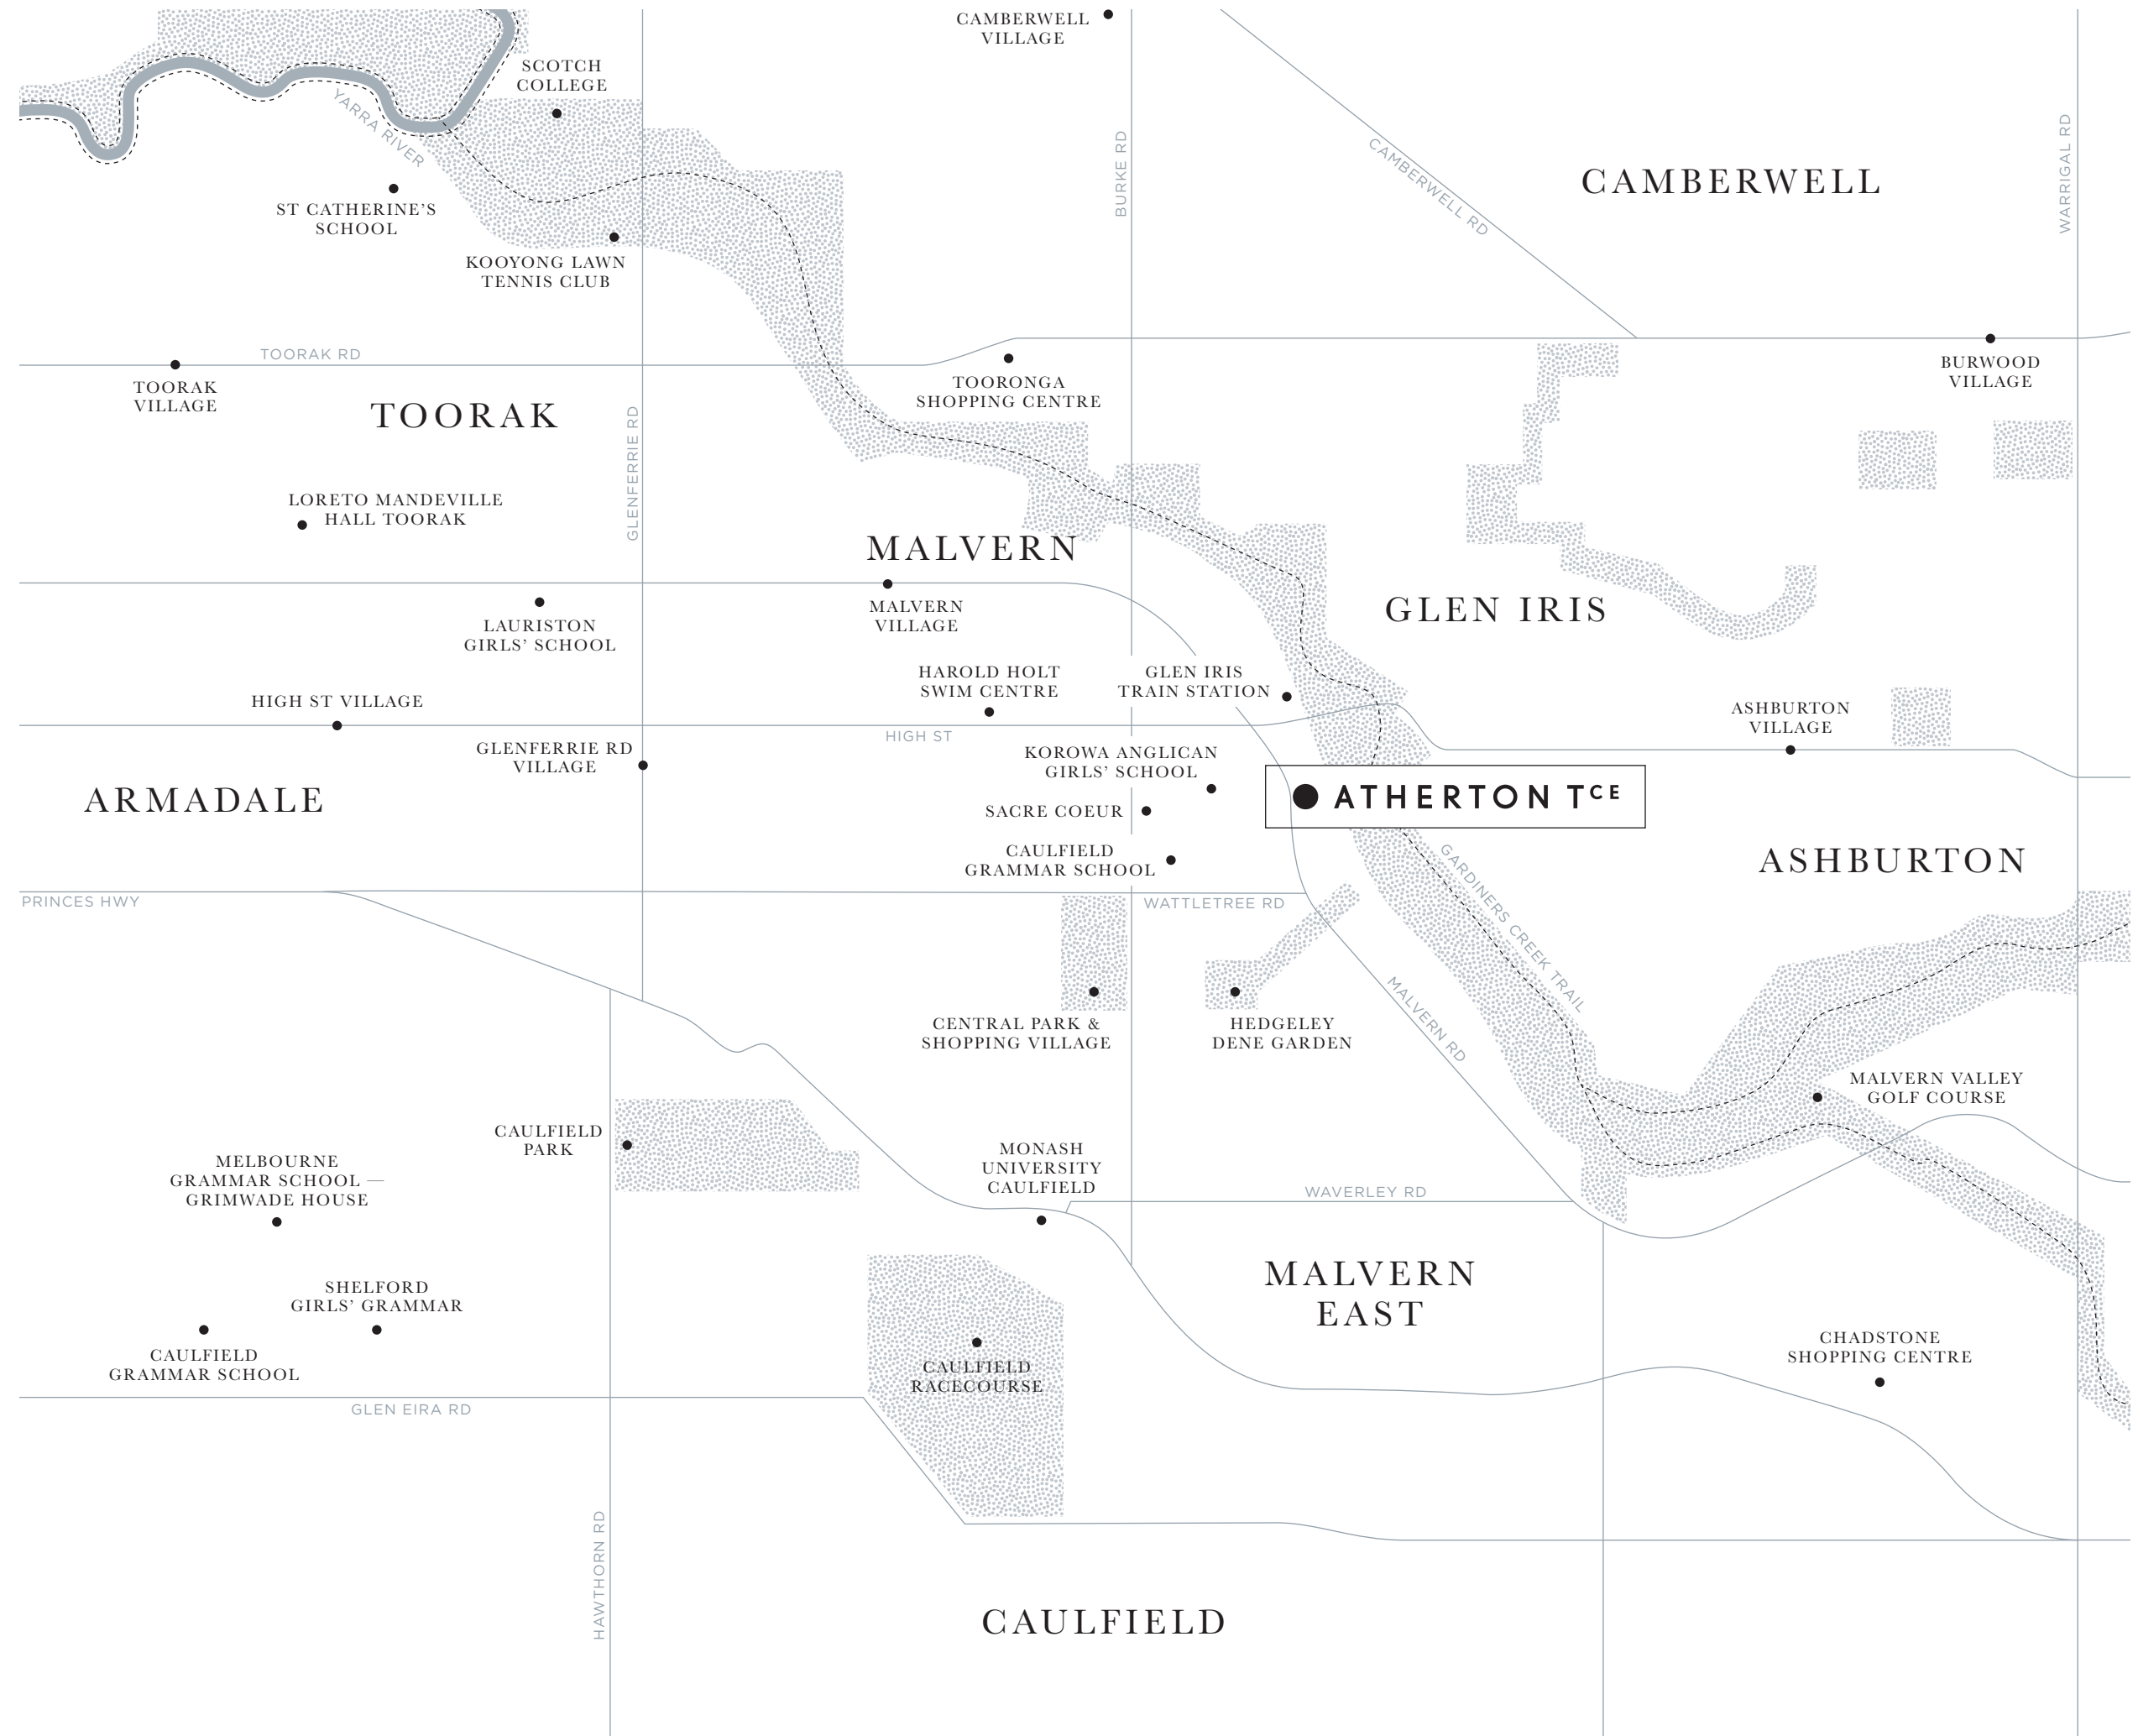 CAMBERWELL
VILLAGE
SCOTCH
COLLEGE
YARRA RIVER
BURKE RD
CAMBERWELL RD
WARRIGAL RD
CAMBERWELL
ST CATHERINE’S
SCHOOL
KOOYONG LAWN
TENNIS CLUB
TOORAK RD
TOORAK
VILLAGE
TOORAK
TOORONGA
SHOPPING CENTRE
BURWOOD
VILLAGE
GLENFERRIE RD
LORETO MANDEVILLE
HALL TOORAK
MALVERN
MALVERN
VILLAGE
GLEN IRIS
LAURISTON
GIRLS’ SCHOOL
HAROLD HOLT
SWIM CENTRE
GLEN IRIS
TRAIN STATION
HIGH ST VILLAGE
HIGH ST
ASHBURTON
VILLAGE
GLENFERRIE RD
VILLAGE
KOROWA ANGLICAN
GIRLS’ SCHOOL
ARMADALE
SACRE COEUR
ATHERTON TCE
CAULFIELD
GRAMMAR SCHOOL
GARDINERS CREEK TRAIL
ASHBURTON
PRINCES HWY
WATTLETREE RD
MALVERN RD
CENTRAL PARK &
SHOPPING VILLAGE
HEDGELEY
DENE GARDEN
MALVERN VALLEY
GOLF COURSE
CAULFIELD
PARK
MONASH
UNIVERSITY
CAULFIELD
MELBOURNE
GRAMMAR SCHOOL —
GRIMWADE HOUSE
WAVERLEY RD
MALVERN
EAST
SHELFORD
GIRLS’ GRAMMAR
CAULFIELD
GRAMMAR SCHOOL
CAULFIELD
RACECOURSE
CHADSTONE
SHOPPING CENTRE
GLEN EIRA RD
HAWTHORN RD
CAULFIELD